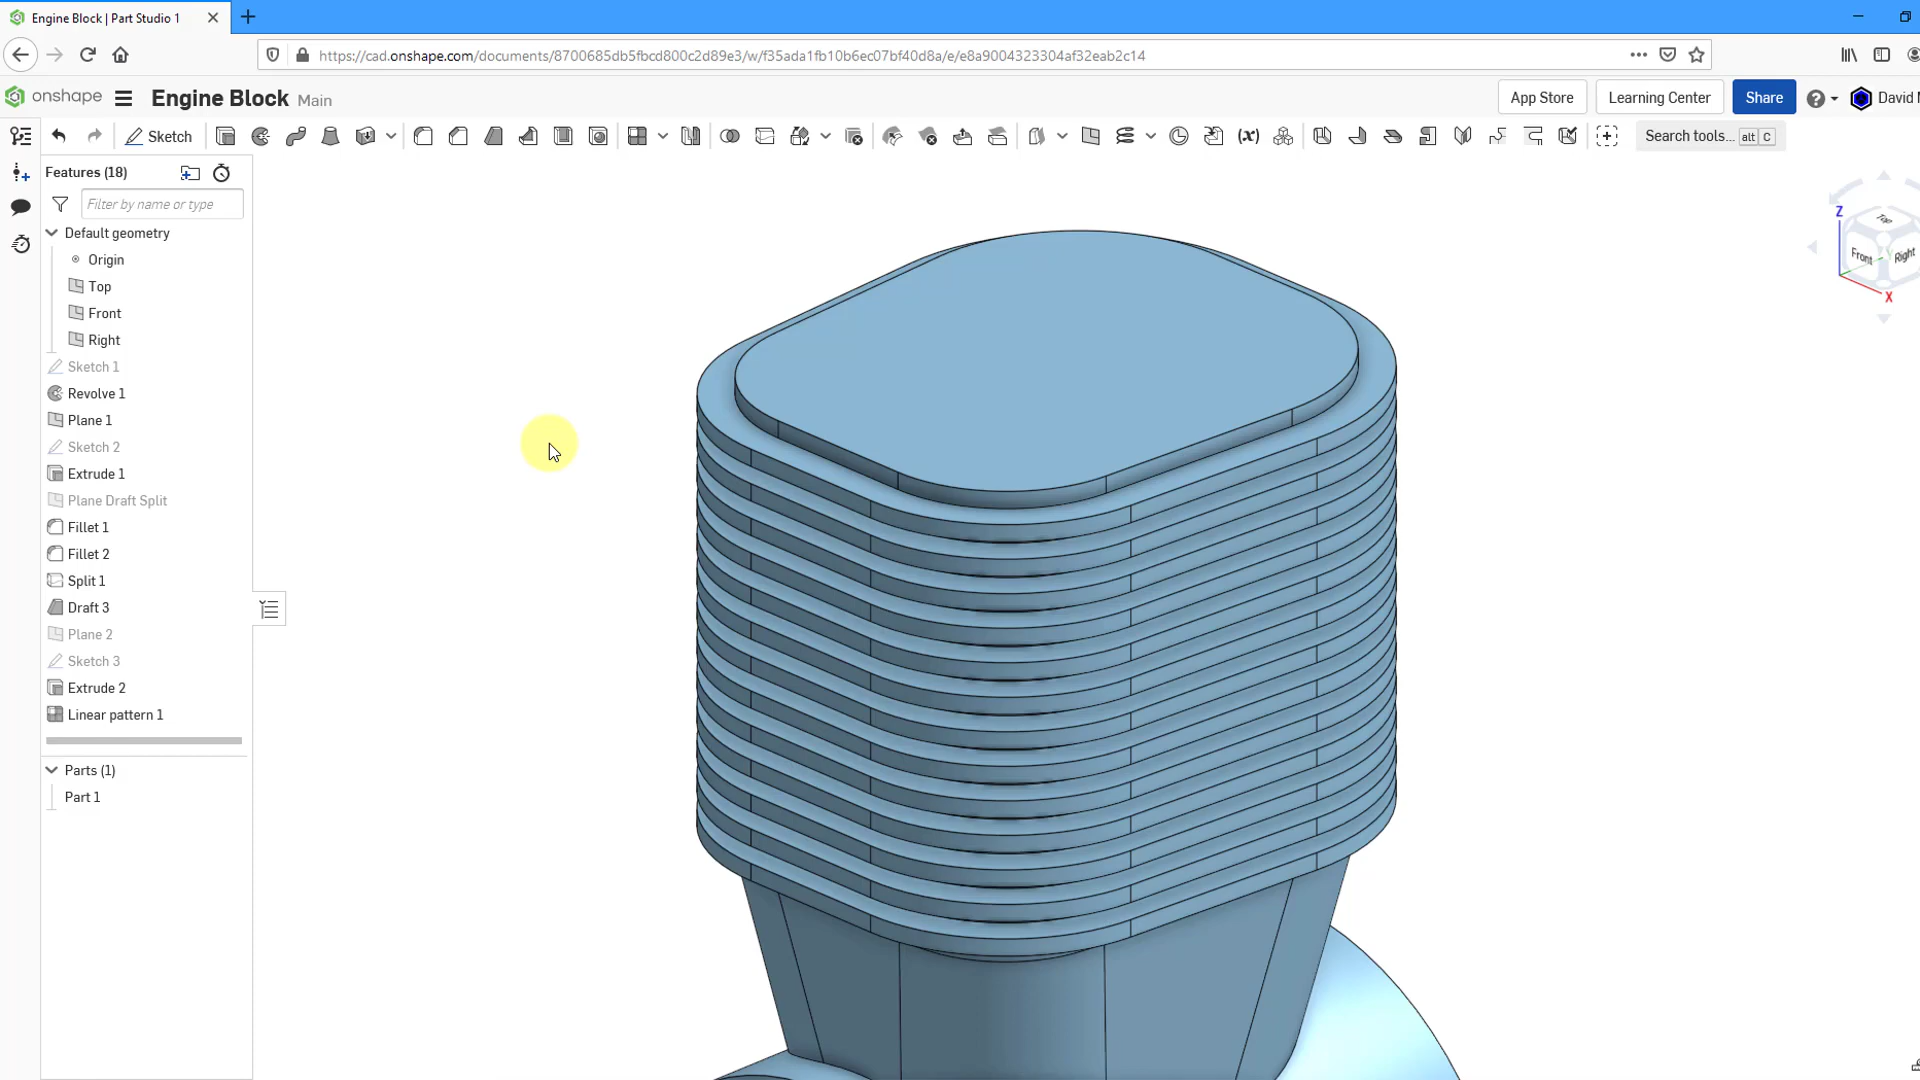 Engine Block | Part Studio 1
https://cad.onshape.com/documents/8700685db5fbcd800c2d89e3/w/f35ada1fb10b6ec07bf40d8a/e/e8a9004323304af32eab2c14
onshape Engine Block Main App Store Learning Center Share David
Sketch Search tools... alt C
Features (18)
Filter by name or type
Default geometry
Origin
Top
Front
Right
Sketch 1
Revolve 1
Plane 1
Sketch 2
Extrude 1
Plane Draft Split
Fillet 1
Fillet 2
Split 1
Draft 3
Plane 2
Sketch 3
Extrude 2
Linear pattern 1
Parts (1)
Part 1
Z
Top
Front
Right
X